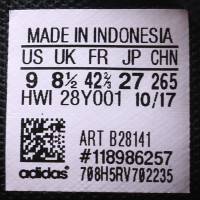 MADE IN INDONESIA
US UK FR JP CHN
9 8½ 42⅔ 27 265
HWI 28Y001 10/17
ART B28141
#118986257
adidas® 708H5RV702235